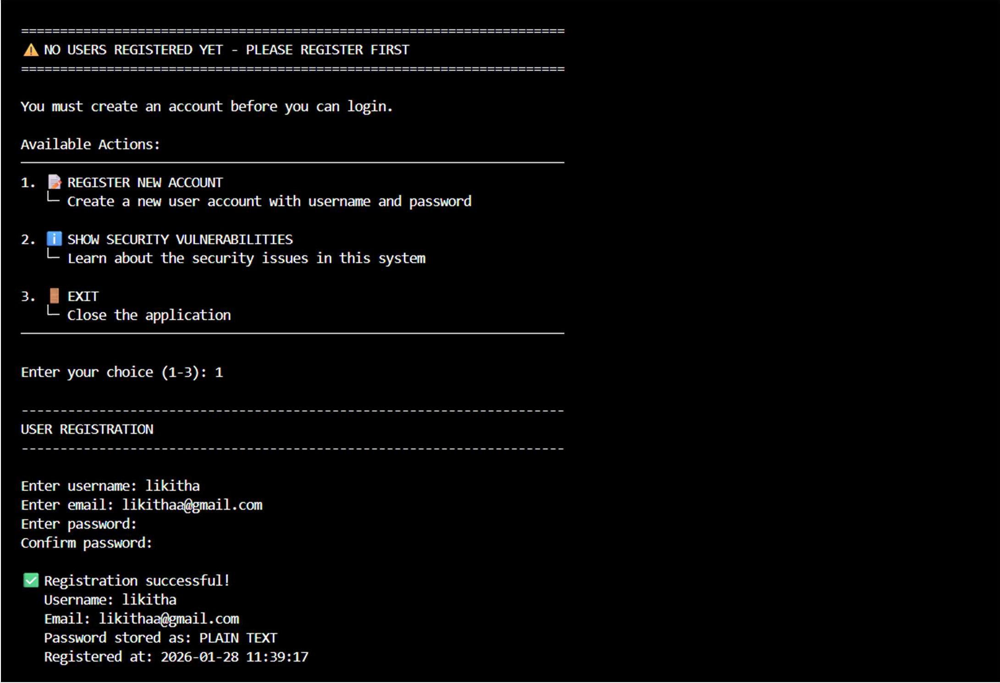 ======================================================================
⚠️ NO USERS REGISTERED YET - PLEASE REGISTER FIRST
======================================================================
You must create an account before you can login.
Available Actions:
──────────────────────────────────────────────────────────────────────
1. 📝 REGISTER NEW ACCOUNT
└─ Create a new user account with username and password
2. ℹ️ SHOW SECURITY VULNERABILITIES
└─ Learn about the security issues in this system
3. 🚪 EXIT
└─ Close the application
──────────────────────────────────────────────────────────────────────
Enter your choice (1-3): 1
----------------------------------------------------------------------
USER REGISTRATION
----------------------------------------------------------------------
Enter username: likitha
Enter email: likithaa@gmail.com
Enter password:
Confirm password:
✅ Registration successful!
Username: likitha
Email: likithaa@gmail.com
Password stored as: PLAIN TEXT
Registered at: 2026-01-28 11:39:17